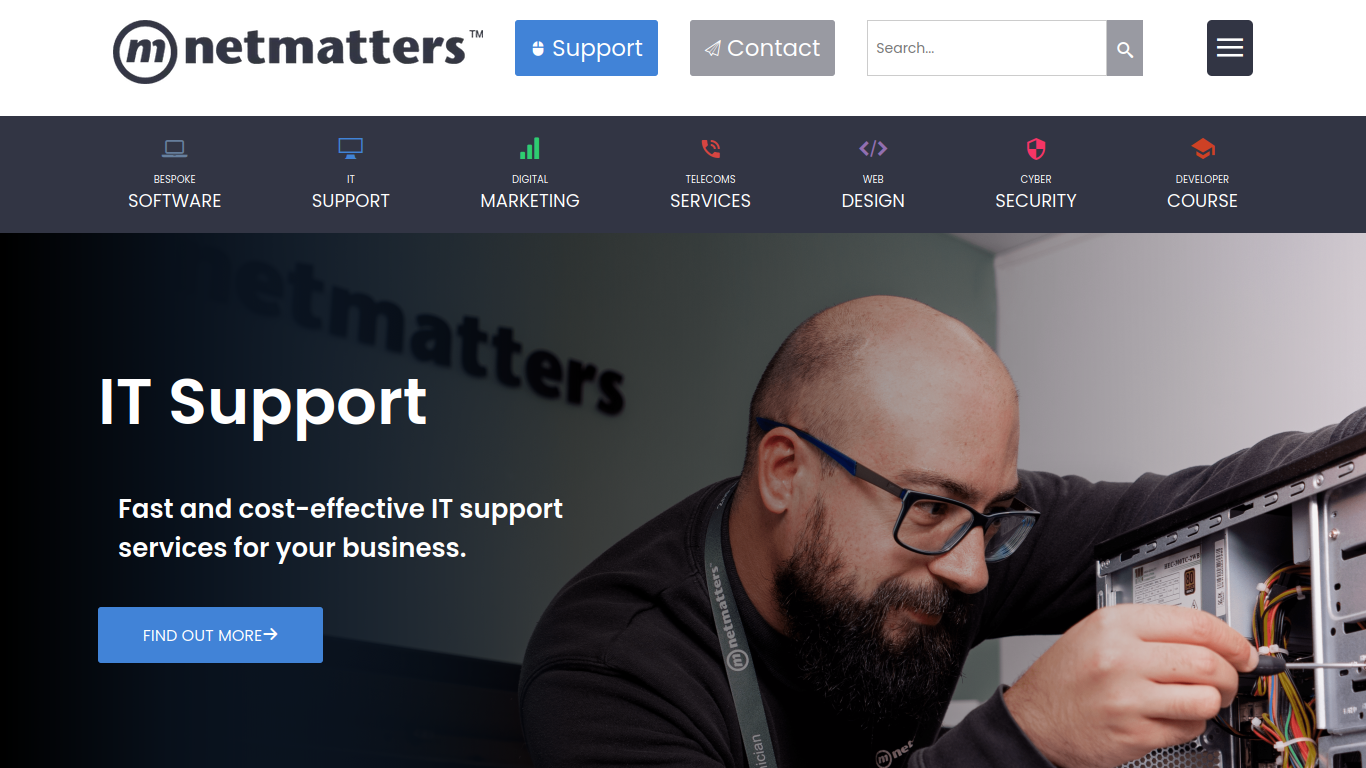 m netmatters™
Support
Contact
Search...
BESPOKE
SOFTWARE
IT
SUPPORT
DIGITAL
MARKETING
TELECOMS
SERVICES
WEB
DESIGN
CYBER
SECURITY
DEVELOPER
COURSE
netmatters
IT Support
Fast and cost-effective IT support
services for your business.
FIND OUT MORE
m netmatters
m net